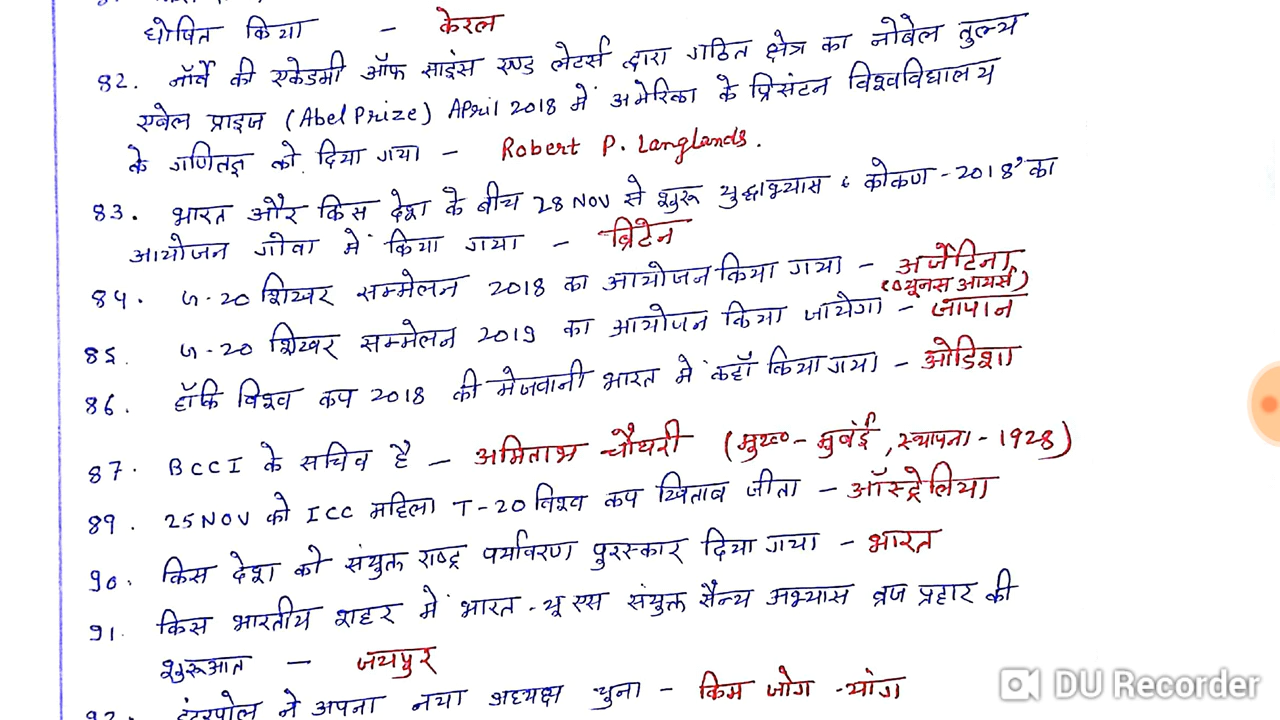 घोषित किया - केरल
82. नॉर्वे की एकेडमी ऑफ साइंस एण्ड लेटर्स द्वारा गठित क्षेत्र का नोबेल तुल्य
एबेल प्राइज (Abel Prize) April 2018 में अमेरिका के प्रिसंटन विश्वविद्यालय
के गणितज्ञ को दिया गया - Robert P. Langlands.
83. भारत और किस देश के बीच 28 NOV से शुरू युद्धाभ्यास 'कोकण-2018' का
आयोजन गोवा में किया गया - ब्रिटेन
84. G-20 शिखर सम्मेलन 2018 का आयोजन किया गया - अर्जेंटिना
(ब्यूनस आयर्स)
85. G-20 शिखर सम्मेलन 2019 का आयोजन किया जायेगा - जापान
86. हॉकि विश्व कप 2018 की मेजवानी भारत में कहाँ किया गया - ओडिशा
87. BCCI के सचिव है - अमिताभ चौधरी (मुख्य०- मुबंई, स्थापना-1928)
89. 25 NOV को ICC महिला T-20 विश्व कप खिताब जीता - ऑस्ट्रेलिया
90. किस देश को संयुक्त राष्ट्र पर्यावरण पुरस्कार दिया गया - भारत
91. किस भारतीय शहर में भारत-यू एस संयुक्त सैन्य अभ्यास व्रज प्रहार की
शुरूआत - जयपुर
92. इंटरपोल ने अपना नया अध्यक्ष चुना - किम जोंग -यांग
DU Recorder